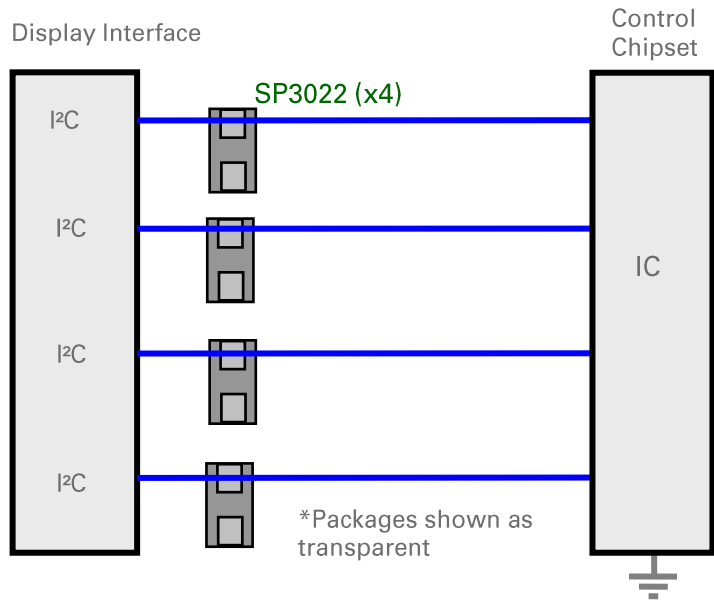 Display Interface
Control
Chipset
SP3022 (x4)
I²C
I²C
IC
I²C
I²C
*Packages shown as
transparent